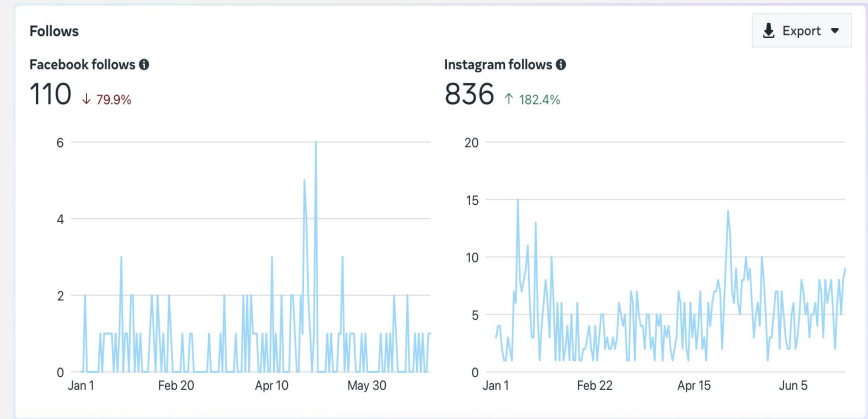 Follows
Export
Facebook follows
110 ↓ 79.9%
6
4
2
0
Jan 1 Feb 20 Apr 10 May 30
Instagram follows
836 ↑ 182.4%
20
15
10
5
0
Jan 1 Feb 22 Apr 15 Jun 5